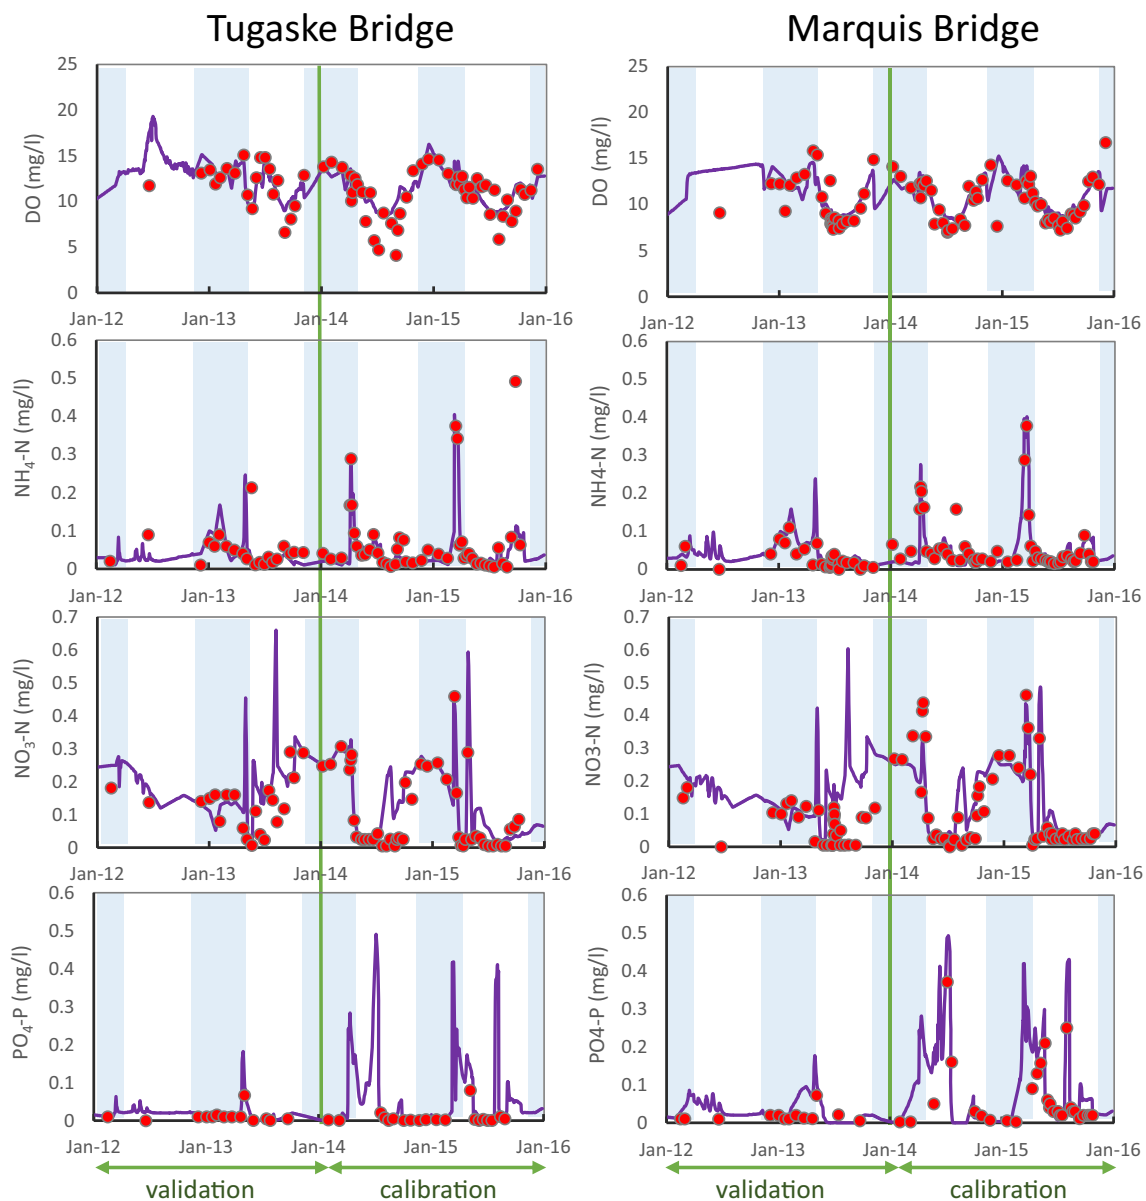 Tugaske Bridge
Marquis Bridge
DO (mg/l)
25
20
15
10
5
0
Jan-12 Jan-13 Jan-14 Jan-15 Jan-16
DO (mg/l)
25
20
15
10
5
0
Jan-12 Jan-13 Jan-14 Jan-15 Jan-16
NH₄-N (mg/l)
0.6
0.5
0.4
0.3
0.2
0.1
0
Jan-12 Jan-13 Jan-14 Jan-15 Jan-16
NH4-N (mg/l)
0.6
0.5
0.4
0.3
0.2
0.1
0
Jan-12 Jan-13 Jan-14 Jan-15 Jan-16
NO₃-N (mg/l)
0.7
0.6
0.5
0.4
0.3
0.2
0.1
0
Jan-12 Jan-13 Jan-14 Jan-15 Jan-16
NO3-N (mg/l)
0.7
0.6
0.5
0.4
0.3
0.2
0.1
0
Jan-12 Jan-13 Jan-14 Jan-15 Jan-16
PO₄-P (mg/l)
0.6
0.5
0.4
0.3
0.2
0.1
0
Jan-12 Jan-13 Jan-14 Jan-15 Jan-16
PO4-P (mg/l)
0.6
0.5
0.4
0.3
0.2
0.1
0
Jan-12 Jan-13 Jan-14 Jan-15 Jan-16
validation calibration
validation calibration